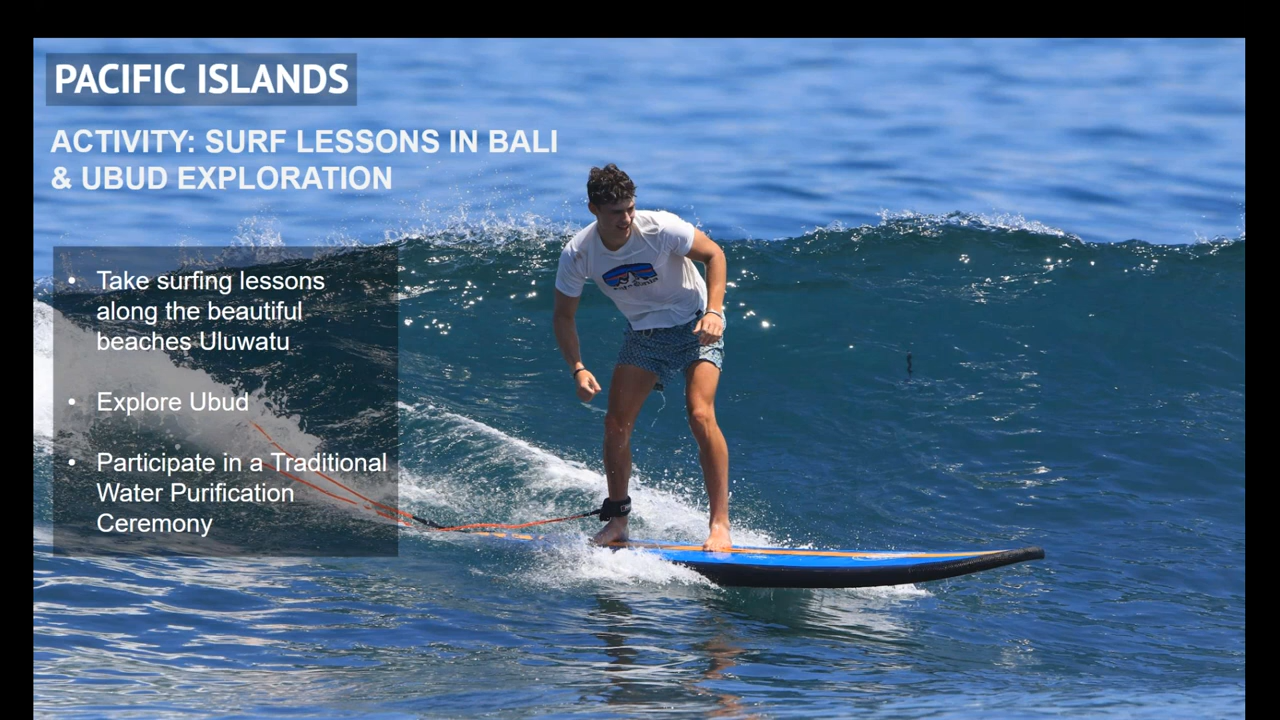 PACIFIC ISLANDS
ACTIVITY: SURF LESSONS IN BALI
& UBUD EXPLORATION
• Take surfing lessons
along the beautiful
beaches Uluwatu
• Explore Ubud
• Participate in a Traditional
Water Purification
Ceremony